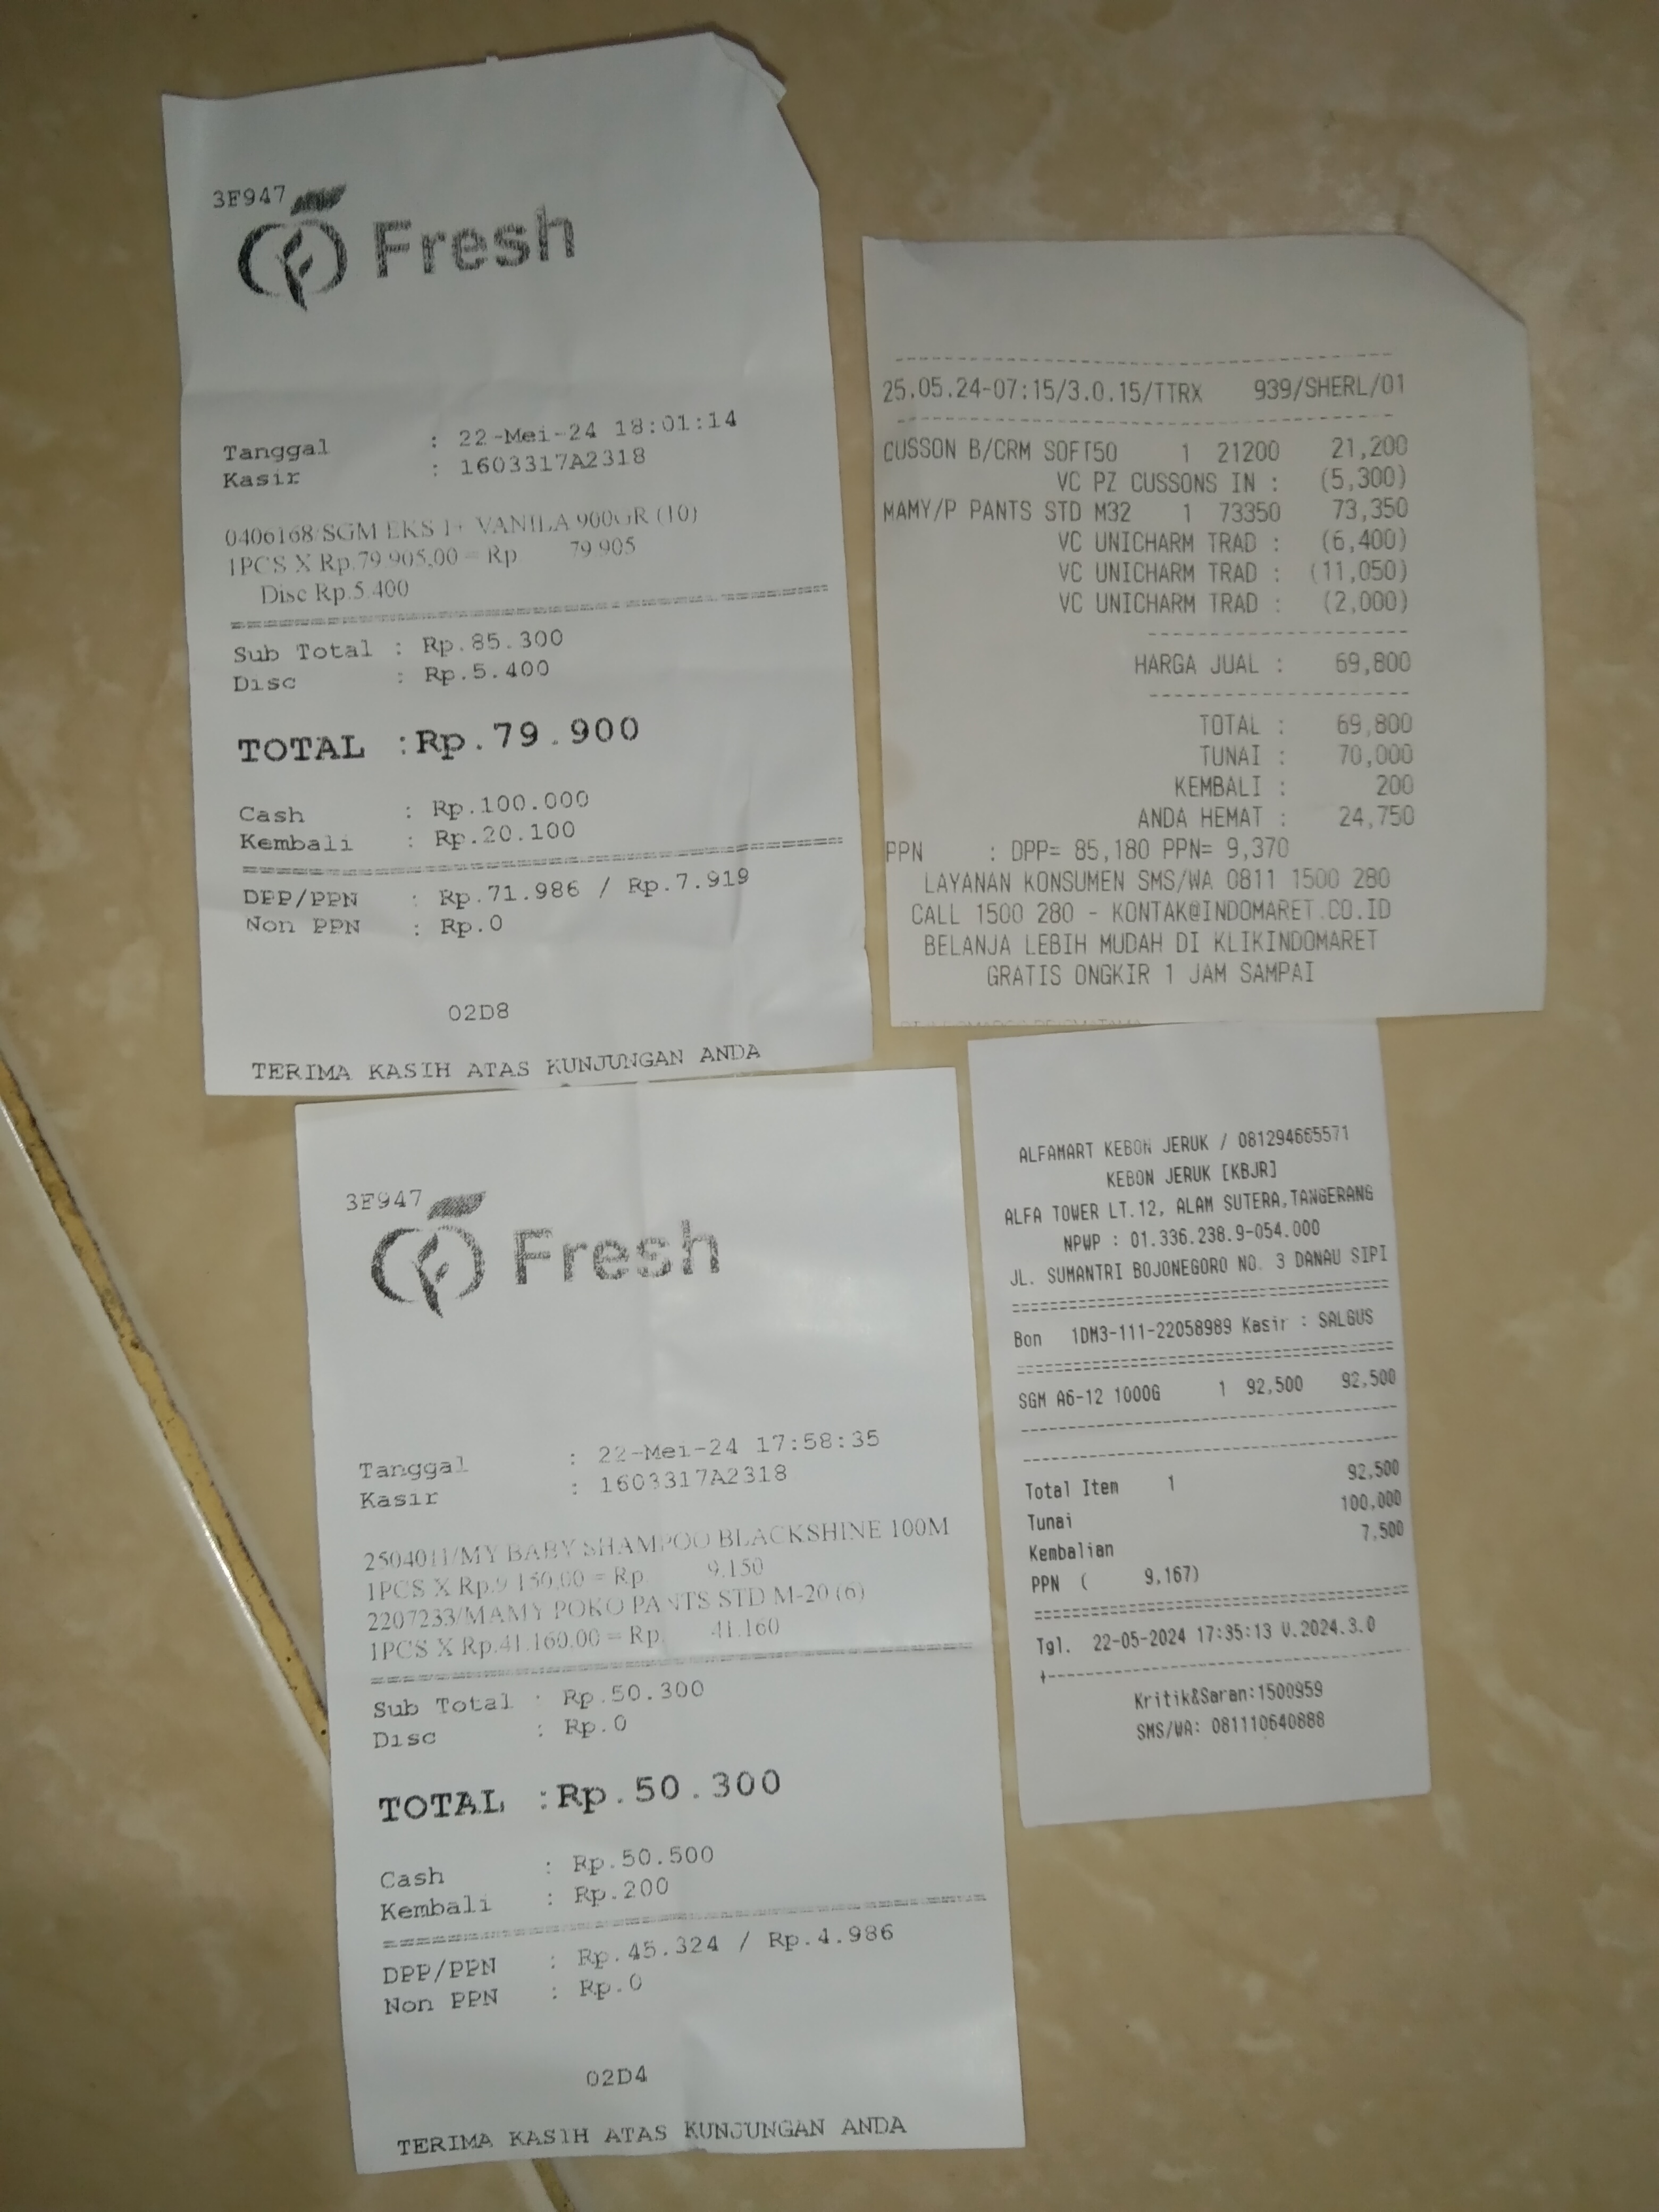 3F947
Fresh
Tanggal : 22-Mei-24 18:01:14
Kasir : 1603317A2318
0406168/SGM EKS 1+ VANILA 900GR (10)
1PCS X Rp.79.905,00 = Rp. 79.905
Disc Rp.5.400
Sub Total : Rp.85.300
Disc : Rp.5.400
TOTAL :Rp.79.900
Cash : Rp.100.000
Kembali : Rp.20.100
DPP/PPN : Rp.71.986 / Rp.7.919
Non PPN : Rp.0
02D8
TERIMA KASIH ATAS KUNJUNGAN ANDA
25.05.24-07:15/3.0.15/TTRX 939/SHERL/01
CUSSON B/CRM SOFT50 1 21200 21,200
VC PZ CUSSONS IN : (5,300)
MAMY/P PANTS STD M32 1 73350 73,350
VC UNICHARM TRAD : (6,400)
VC UNICHARM TRAD : (11,050)
VC UNICHARM TRAD : (2,000)
HARGA JUAL : 69,800
TOTAL : 69,800
TUNAI : 70,000
KEMBALI : 200
ANDA HEMAT : 24,750
PPN : DPP= 85,180 PPN= 9,370
LAYANAN KONSUMEN SMS/WA 0811 1500 280
CALL 1500 280 - KONTAK@INDOMARET.CO.ID
BELANJA LEBIH MUDAH DI KLIKINDOMARET
GRATIS ONGKIR 1 JAM SAMPAI
3F947
Fresh
Tanggal : 22-Mei-24 17:58:35
Kasir : 1603317A2318
2504011/MY BABY SHAMPOO BLACKSHINE 100M
1PCS X Rp.9.150,00 = Rp. 9.150
2207233/MAMY POKO PANTS STD M-20 (6)
1PCS X Rp.41.160,00 = Rp. 41.160
Sub Total : Rp.50.300
Disc : Rp.0
TOTAL :Rp.50.300
Cash : Rp.50.500
Kembali : Rp.200
DPP/PPN : Rp.45.324 / Rp.4.986
Non PPN : Rp.0
02D4
TERIMA KASIH ATAS KUNJUNGAN ANDA
ALFAMART KEBON JERUK / 081294665571
KEBON JERUK [KBJR]
ALFA TOWER LT.12, ALAM SUTERA,TANGERANG
NPWP : 01.336.238.9-054.000
JL. SUMANTRI BOJONEGORO NO. 3 DANAU SIPI
Bon 1DM3-111-22058989 Kasir : SALGUS
SGM A6-12 1000G 1 92,500 92,500
Total Item 1 92,500
Tunai 100,000
Kembalian 7,500
PPN ( 9,167)
Tgl. 22-05-2024 17:35:13 V.2024.3.0
Kritik&Saran:1500959
SMS/WA: 081110640888